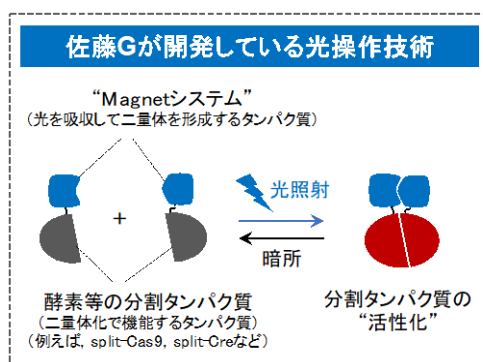 佐藤Gが開発している光操作技術
“Magnetシステム”
(光を吸収して二量体を形成するタンパク質)
光照射
+
暗所
酵素等の分割タンパク質
(二量体化で機能するタンパク質)
(例えば, split-Cas9, split-Creなど)
分割タンパク質の
“活性化”